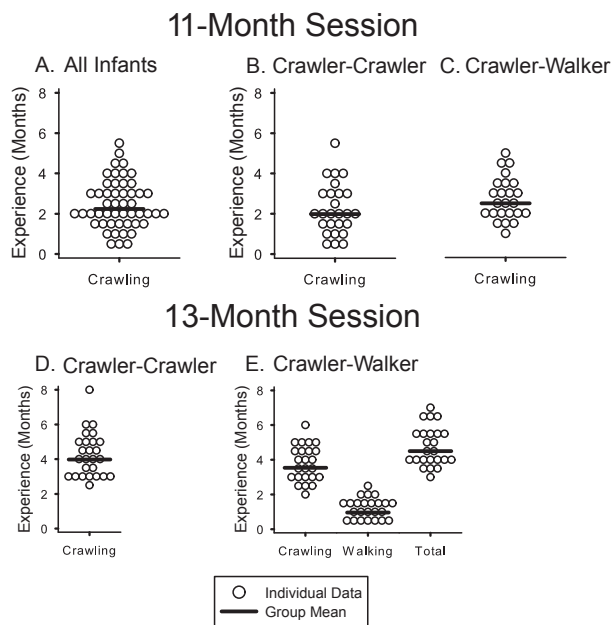 11-Month Session
A. All Infants
B. Crawler-Crawler
C. Crawler-Walker
Experience (Months)
8
6
4
2
0
Crawling
Experience (Months)
8
6
4
2
0
Crawling
Crawling
13-Month Session
D. Crawler-Crawler
E. Crawler-Walker
Experience (Months)
8
6
4
2
0
Crawling
Experience (Months)
8
6
4
2
0
Crawling Walking Total
Individual Data
Group Mean